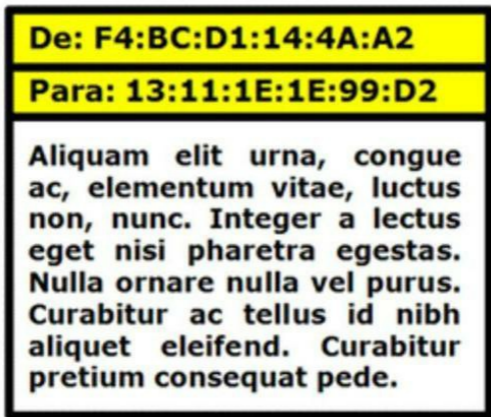 De: F4:BC:D1:14:4A:A2
Para: 13:11:1E:1E:99:D2
Aliquam elit urna, congue
ac, elementum vitae, luctus
non, nunc. Integer a lectus
eget nisi pharetra egestas.
Nulla ornare nulla vel purus.
Curabitur ac tellus id nibh
aliquet eleifend. Curabitur
pretium consequat pede.